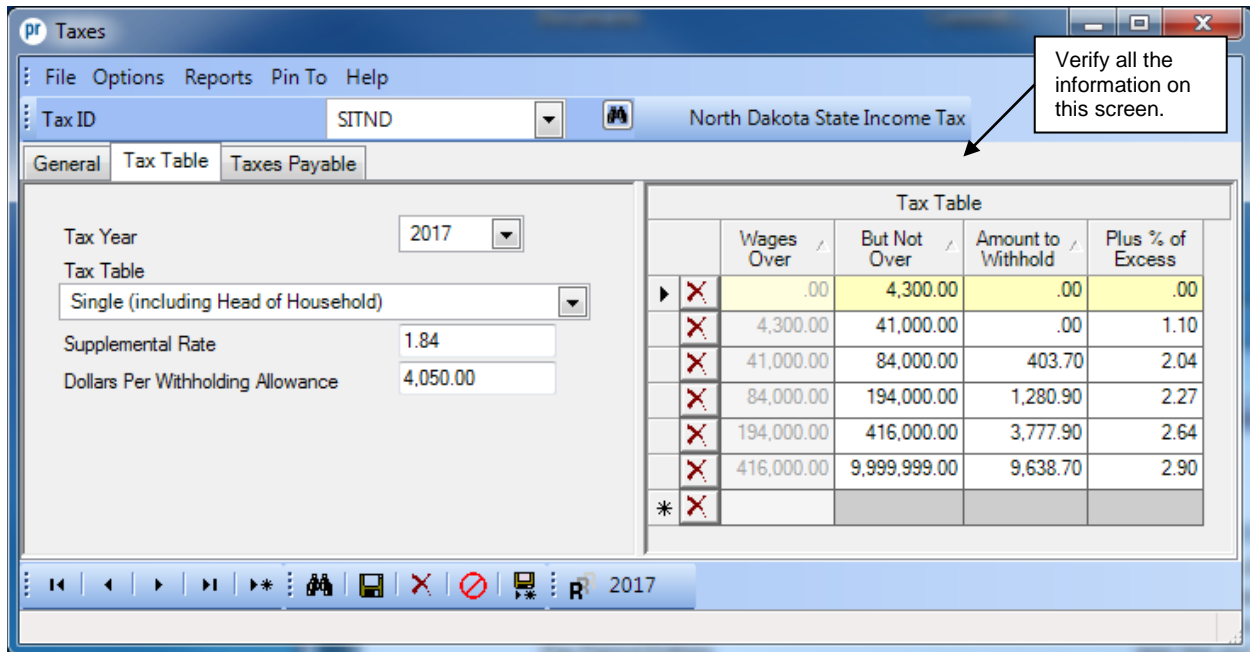 pr Taxes
Verify all the
information on
this screen.
File Options Reports Pin To Help
Tax ID SITND North Dakota State Income Tax
General Tax Table Taxes Payable
Tax Year 2017
Tax Table
Single (including Head of Household)
Supplemental Rate 1.84
Dollars Per Withholding Allowance 4,050.00
Tax Table
Wages Over But Not Over Amount to Withhold Plus % of Excess
.00 4,300.00 .00 .00
4,300.00 41,000.00 .00 1.10
41,000.00 84,000.00 403.70 2.04
84,000.00 194,000.00 1,280.90 2.27
194,000.00 416,000.00 3,777.90 2.64
416,000.00 9,999,999.00 9,638.70 2.90
R 2017